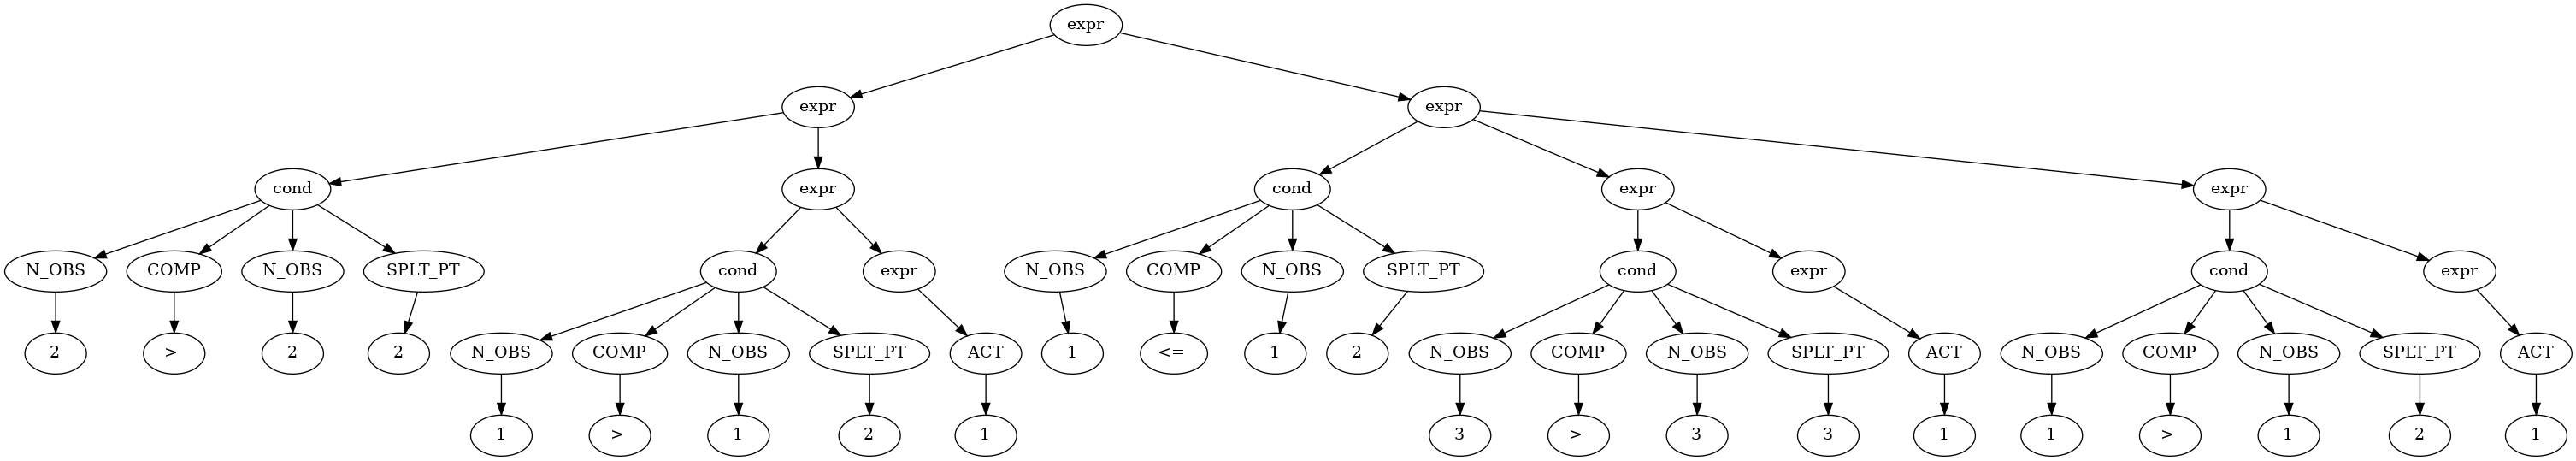 expr
expr expr
cond expr cond expr expr
N_OBS COMP N_OBS SPLT_PT cond expr N_OBS COMP N_OBS SPLT_PT cond expr cond expr
2 > 2 2 N_OBS COMP N_OBS SPLT_PT ACT 1 <= 1 2 N_OBS COMP N_OBS SPLT_PT ACT N_OBS COMP N_OBS SPLT_PT ACT
1 > 1 2 1 3 > 3 3 1 1 > 1 2 1